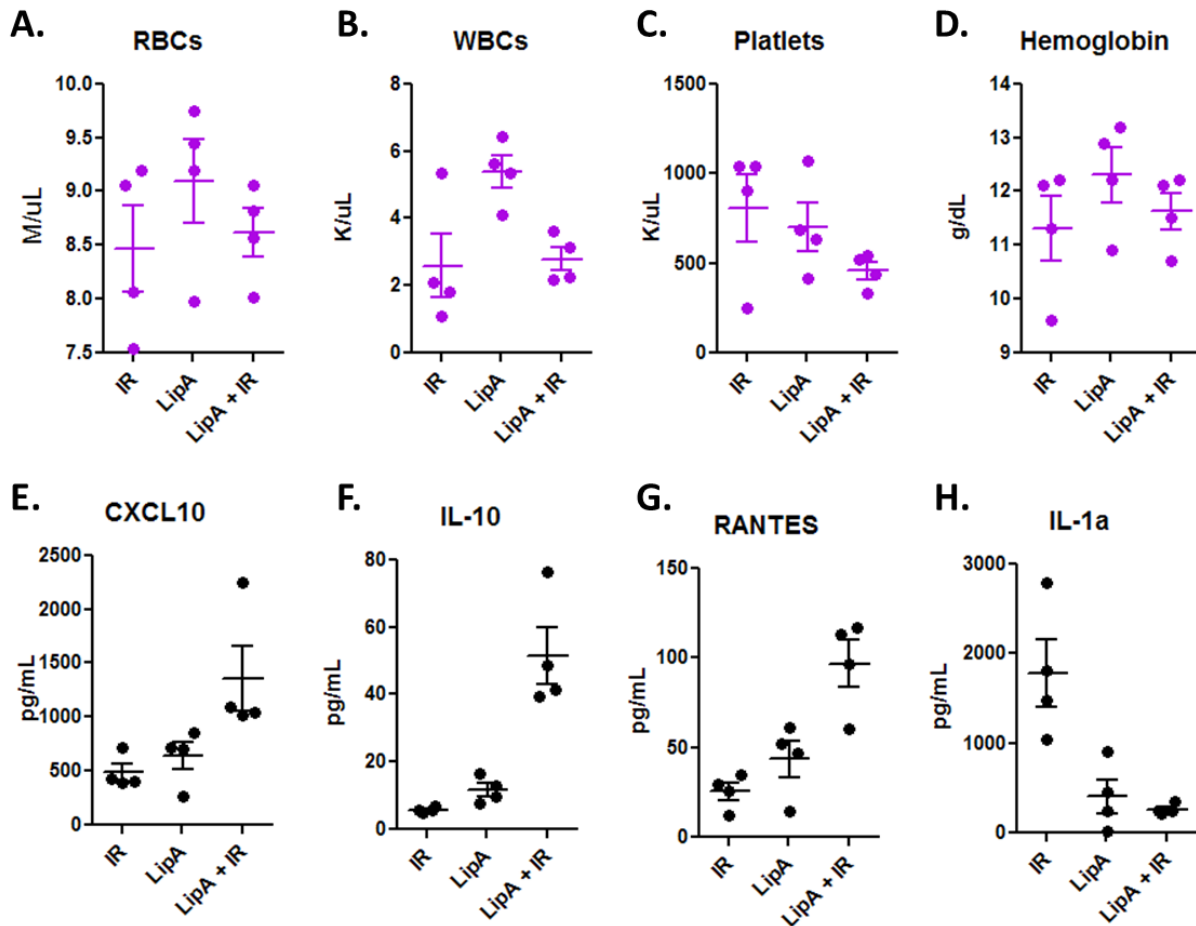 A.
RBCs
M/uL
10.0
9.5
9.0
8.5
8.0
7.5
IR
LipA
LipA + IR
B.
WBCs
K/uL
8
6
4
2
0
IR
LipA
LipA + IR
C.
Platlets
K/uL
1500
1000
500
0
IR
LipA
LipA + IR
D.
Hemoglobin
g/dL
14
13
12
11
10
9
IR
LipA
LipA + IR
E.
CXCL10
pg/mL
2500
2000
1500
1000
500
0
IR
LipA
LipA + IR
F.
IL-10
pg/mL
80
60
40
20
0
IR
LipA
LipA + IR
G.
RANTES
pg/mL
150
100
50
0
IR
LipA
LipA + IR
H.
IL-1a
pg/mL
3000
2000
1000
0
IR
LipA
LipA + IR